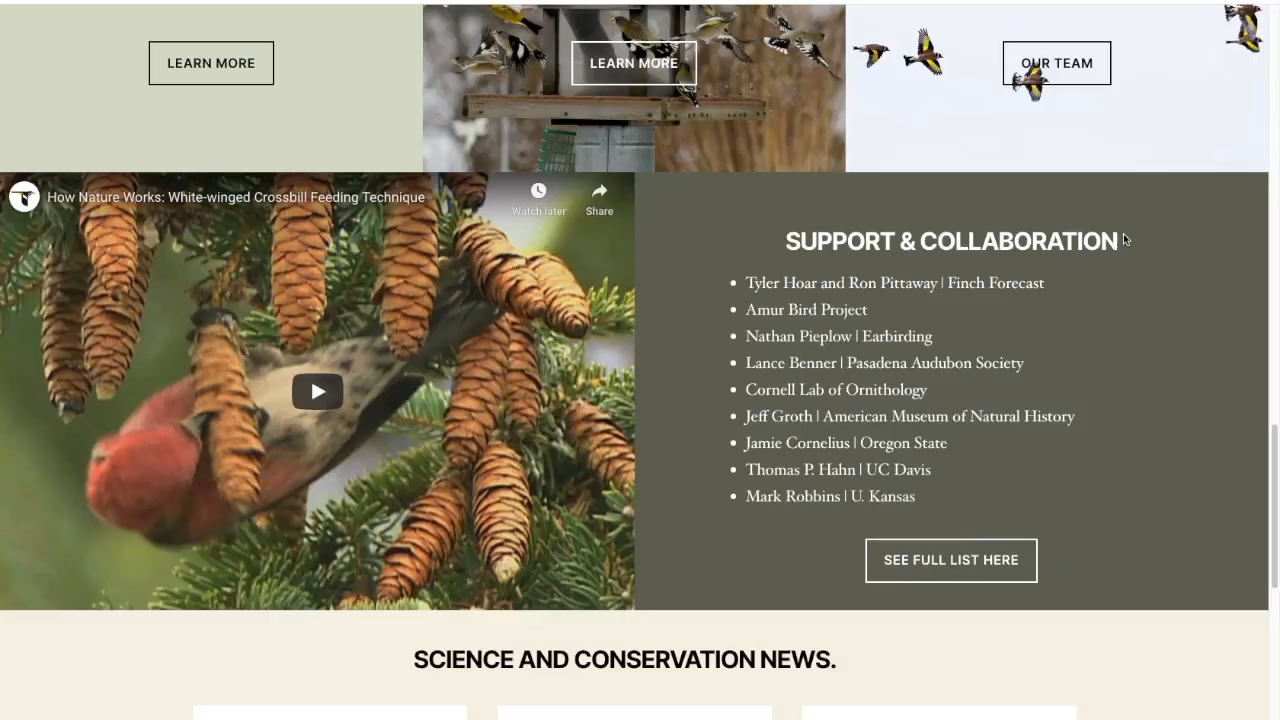 LEARN MORE
LEARN MORE
OUR TEAM
How Nature Works: White-winged Crossbill Feeding Technique
Watch later
Share
SUPPORT & COLLABORATION
Tyler Hoar and Ron Pittaway | Finch Forecast
Amur Bird Project
Nathan Pieplow | Earbirding
Lance Benner | Pasadena Audubon Society
Cornell Lab of Ornithology
Jeff Groth | American Museum of Natural History
Jamie Cornelius | Oregon State
Thomas P. Hahn | UC Davis
Mark Robbins | U. Kansas
SEE FULL LIST HERE
SCIENCE AND CONSERVATION NEWS.